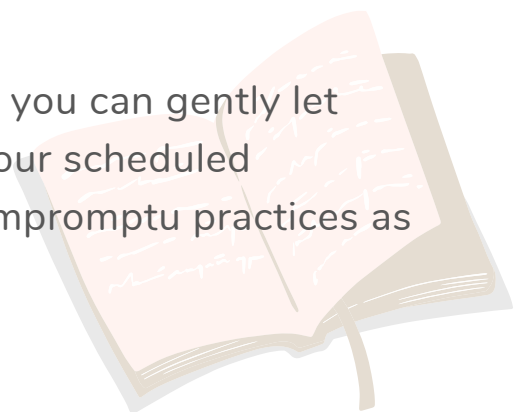 you can gently let
our scheduled
mpromptu practices as